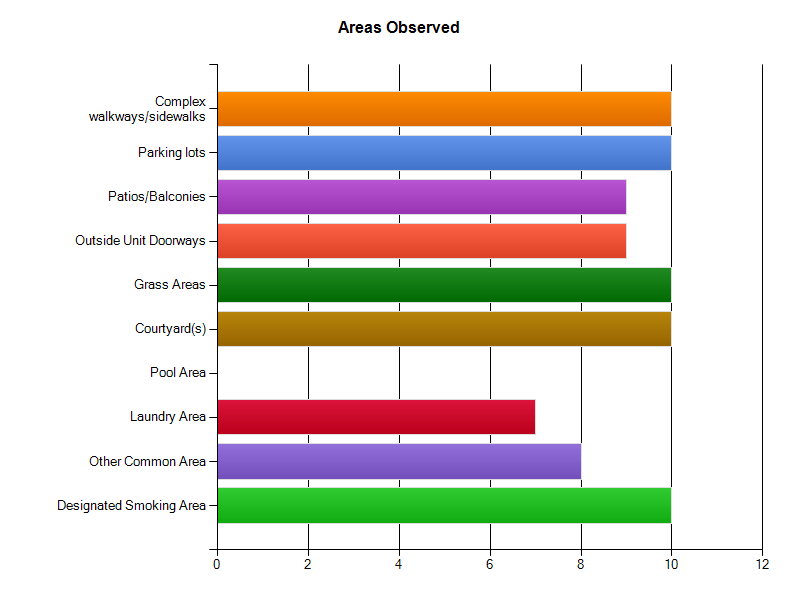 Areas Observed
Complex
walkways/sidewalks
Parking lots
Patios/Balconies
Outside Unit Doorways
Grass Areas
Courtyard(s)
Pool Area
Laundry Area
Other Common Area
Designated Smoking Area
0 2 4 6 8 10 12